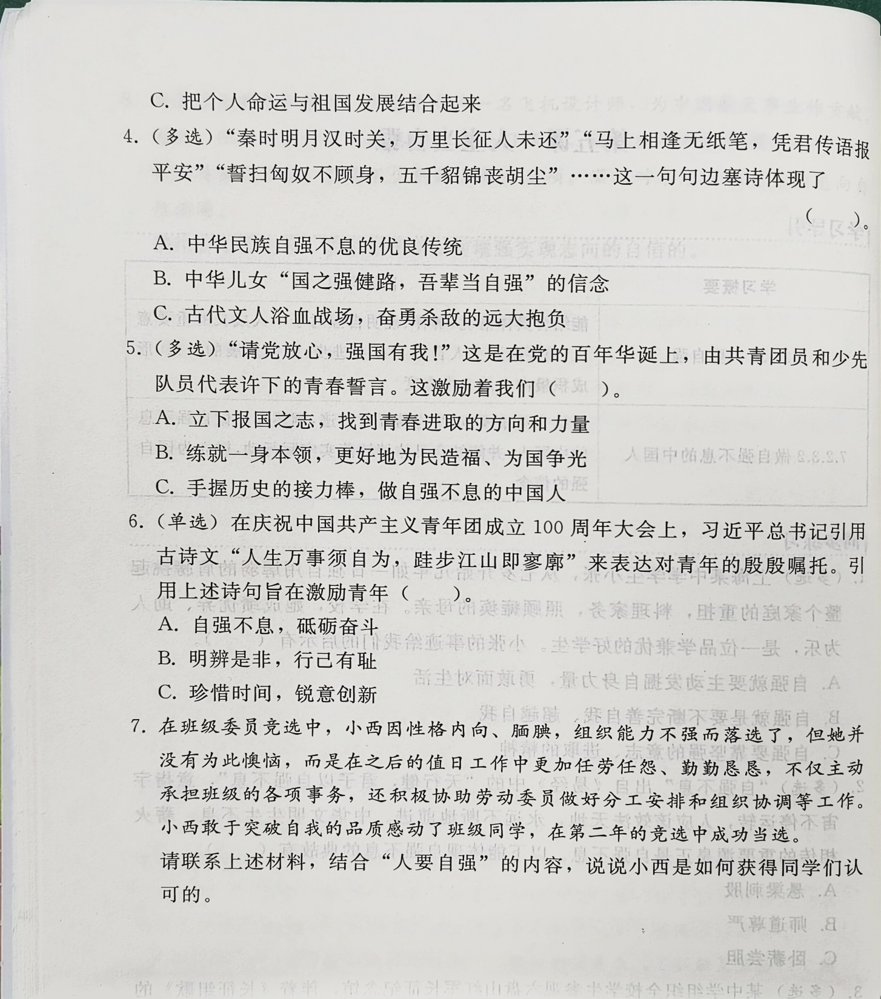 C. 把个人命运与祖国发展结合起来
4.（多选）“秦时明月汉时关，万里长征人未还”“马上相逢无纸笔，凭君传语报
平安”“誓扫匈奴不顾身，五千貂锦丧胡尘”……这一句句边塞诗体现了
（　　）。
A. 中华民族自强不息的优良传统
B. 中华儿女“国之强健路，吾辈当自强”的信念
C. 古代文人浴血战场，奋勇杀敌的远大抱负
5.（多选）“请党放心，强国有我！”这是在党的百年华诞上，由共青团员和少先
队员代表许下的青春誓言。这激励着我们（　　）。
A. 立下报国之志，找到青春进取的方向和力量
B. 练就一身本领，更好地为民造福、为国争光
C. 手握历史的接力棒，做自强不息的中国人
6.（单选）在庆祝中国共产主义青年团成立 100 周年大会上，习近平总书记引用
古诗文“人生万事须自为，跬步江山即寥廓”来表达对青年的殷殷嘱托。引
用上述诗句旨在激励青年（　　）。
A. 自强不息，砥砺奋斗
B. 明辨是非，行己有耻
C. 珍惜时间，锐意创新
7. 在班级委员竞选中，小西因性格内向、腼腆，组织能力不强而落选了，但她并
没有为此懊恼，而是在之后的值日工作中更加任劳任怨、勤勤恳恳，不仅主动
承担班级的各项事务，还积极协助劳动委员做好分工安排和组织协调等工作。
小西敢于突破自我的品质感动了班级同学，在第二年的竞选中成功当选。
请联系上述材料，结合“人要自强”的内容，说说小西是如何获得同学们认
可的。